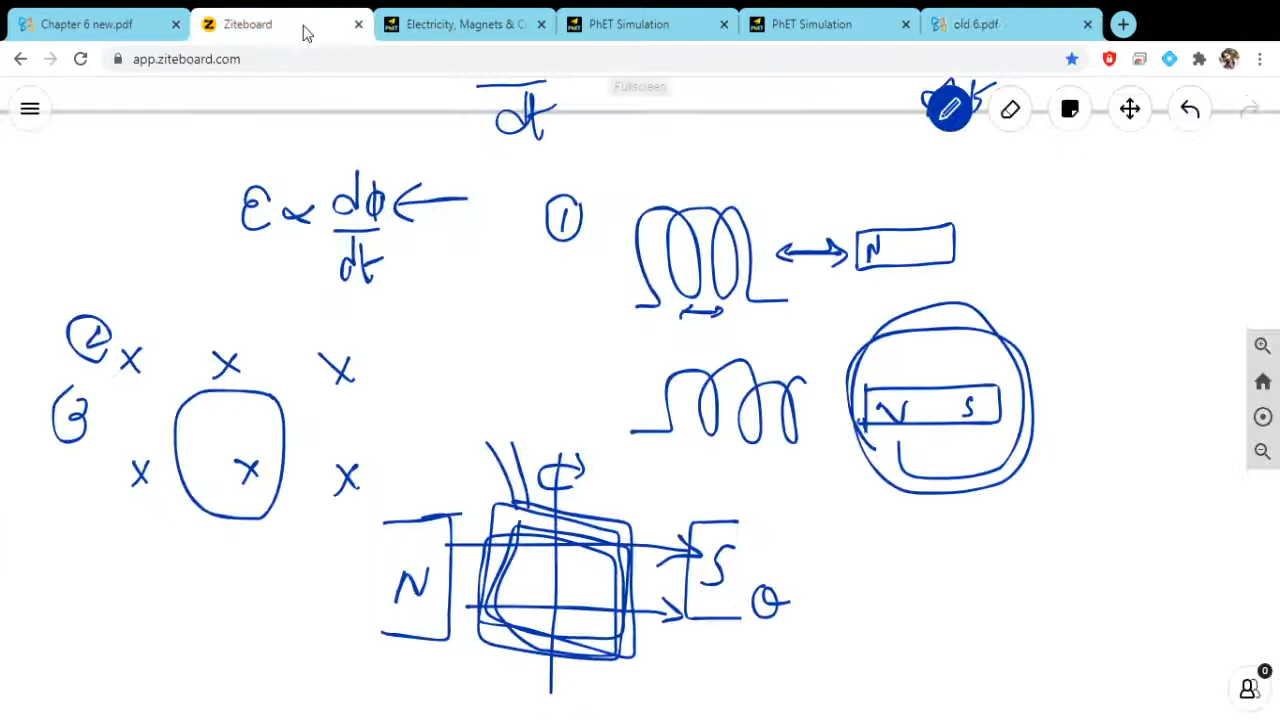 Chapter 6 new.pdf
Ziteboard
Electricity, Magnets & C
PhET Simulation
PhET Simulation
old 6.pdf
app.ziteboard.com
Fullscreen
dt
ε ∝ dϕ
dt
①
N
②
x x x
3
x x x
N S
N
S θ
0